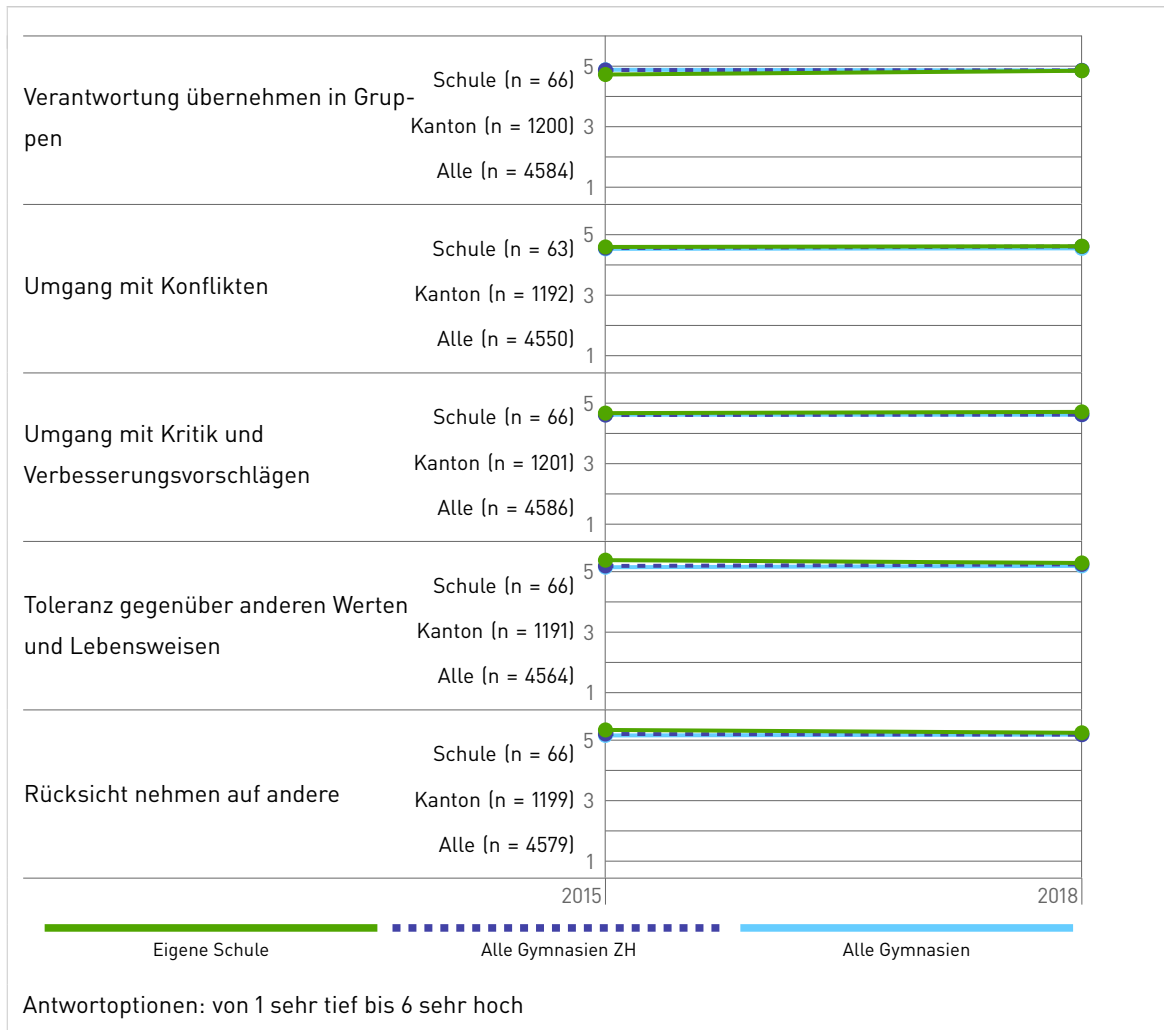 Verantwortung übernehmen in Grup-
pen
Schule (n = 66)
Kanton (n = 1200)
Alle (n = 4584)
5
3
1
Umgang mit Konflikten
Schule (n = 63)
Kanton (n = 1192)
Alle (n = 4550)
5
3
1
Umgang mit Kritik und
Verbesserungsvorschlägen
Schule (n = 66)
Kanton (n = 1201)
Alle (n = 4586)
5
3
1
Toleranz gegenüber anderen Werten
und Lebensweisen
Schule (n = 66)
Kanton (n = 1191)
Alle (n = 4564)
5
3
1
Rücksicht nehmen auf andere
Schule (n = 66)
Kanton (n = 1199)
Alle (n = 4579)
5
3
1
2015 2018
Eigene Schule Alle Gymnasien ZH Alle Gymnasien
Antwortoptionen: von 1 sehr tief bis 6 sehr hoch